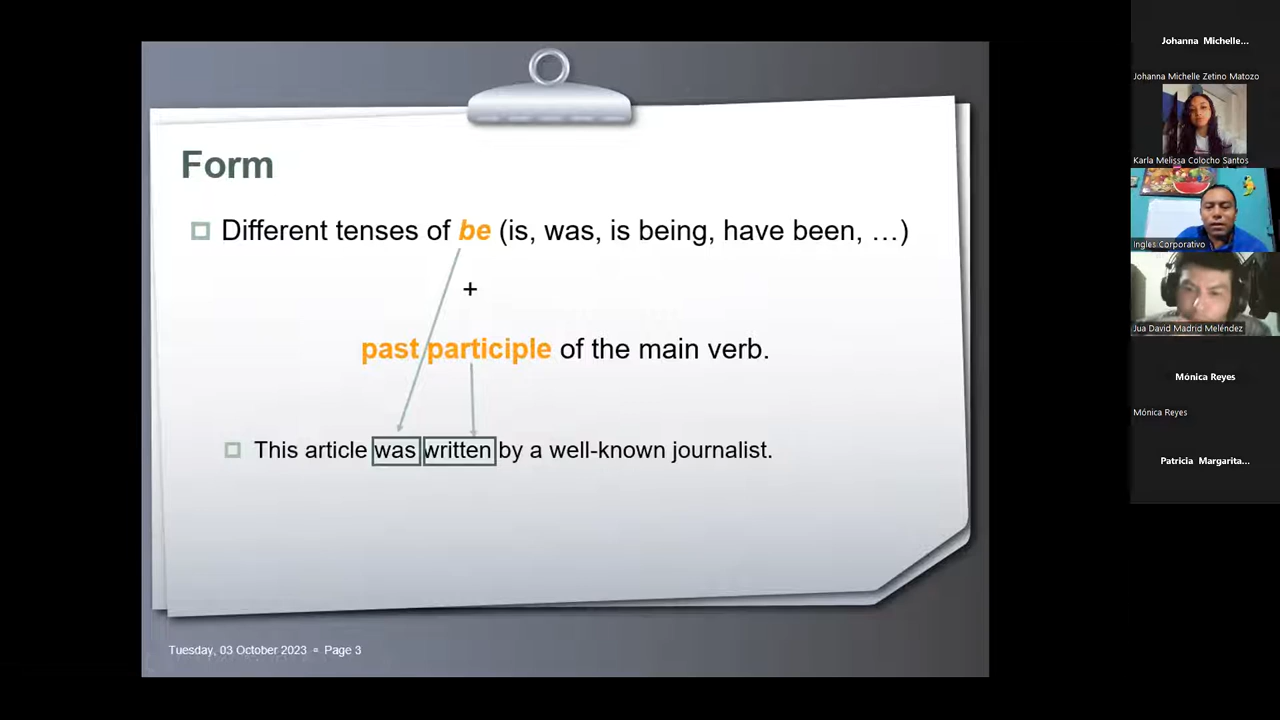 Form
Different tenses of be (is, was, is being, have been, …)
+
past participle of the main verb.
This article was written by a well-known journalist.
Tuesday, 03 October 2023 Page 3
Johanna Michelle...
Johanna Michelle Zetino Matozo
Karla Melissa Colocho Santos
Ingles Corporativo
Jua David Madrid Meléndez
Mónica Reyes
Mónica Reyes
Patricia Margarita...